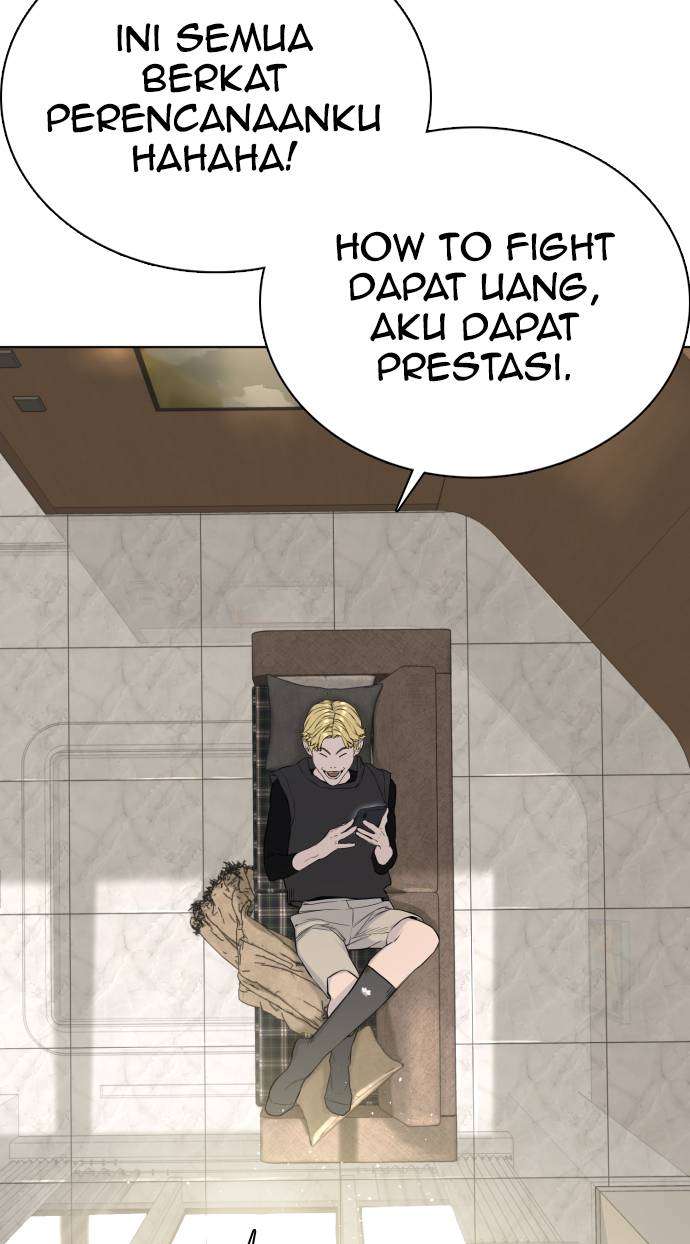 INI SEMUA
BERKAT
PERENCANAANKU
HAHAHA!
HOW TO FIGHT
DAPAT UANG,
AKU DAPAT
PRESTASI.